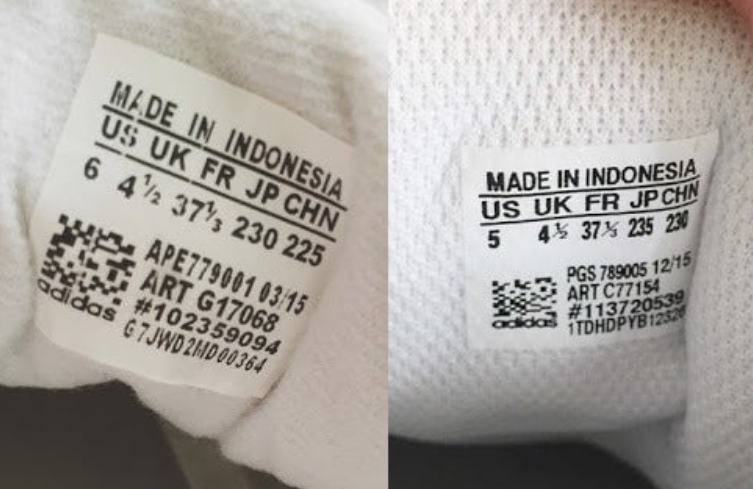 MADE IN INDONESIA
US UK FR JP CHN
6 4½ 37⅓ 230 225
APE779001 03/15
ART G17068
#102359094
G7JWD2MD00364
adidas
MADE IN INDONESIA
US UK FR JP CHN
5 4½ 37⅓ 235 230
PGS 789005 12/15
ART C77154
#113720539
adidas